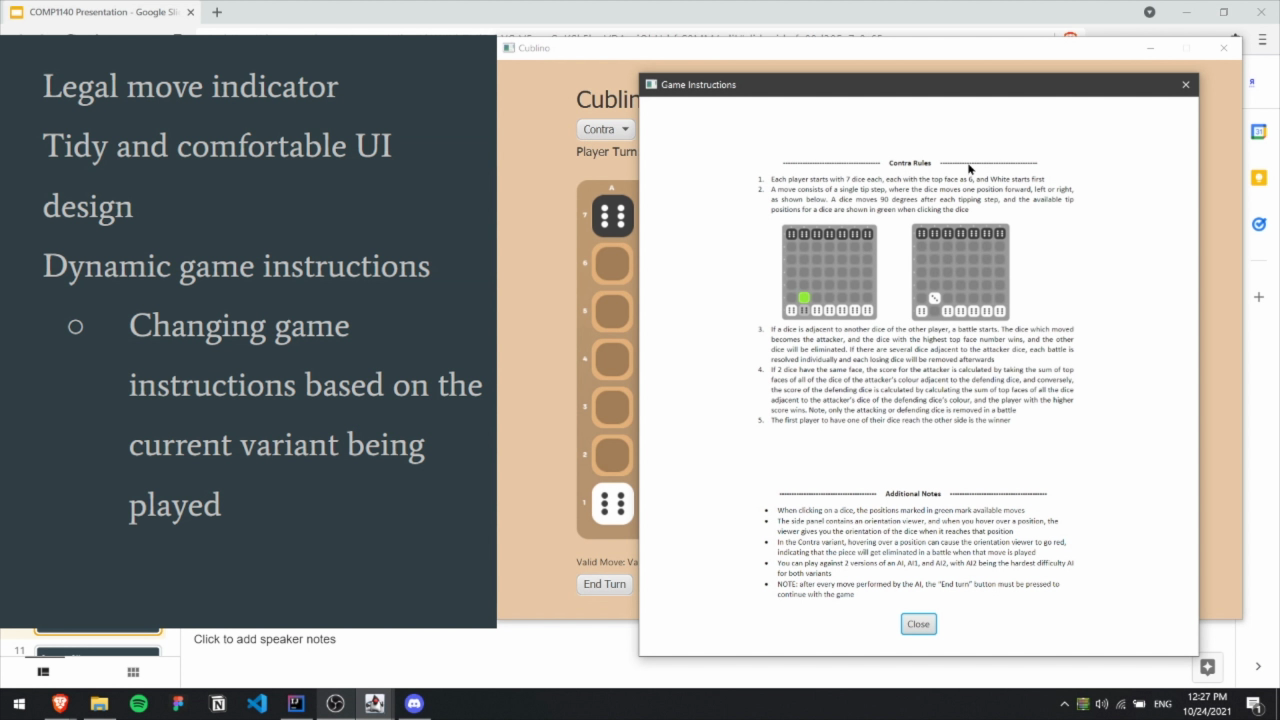 COMP1140 Presentation - Google Sli
Legal move indicator
Tidy and comfortable UI
design
Dynamic game instructions
Changing game
instructions based on the
current variant being
played
Cublino
Cublin
Contra
Player Turn
A
7
6
5
4
3
2
1
Valid Move: Va
End Turn
Game Instructions
Contra Rules
1. Each player starts with 7 dice each, each with the top face as 6, and White starts first
2. A move consists of a single tip step, where the dice moves one position forward, left or right,
as shown below. A dice moves 90 degrees after each tipping step, and the available tip
positions for a dice are shown in green when clicking the dice
3. If a dice is adjacent to another dice of the other player, a battle starts. The dice which moved
becomes the attacker, and the dice with the highest top face number wins, and the other
dice will be eliminated. If there are several dice adjacent to the attacker dice, each battle is
resolved individually and each losing dice will be removed afterwards
4. If 2 dice have the same face, the score for the attacker is calculated by taking the sum of top
faces of all of the dice of the attacker's colour adjacent to the defending dice, and conversely,
the score of the defending dice is calculated by calculating the sum of top faces of all the dice
adjacent to the attacker's dice of the defending dice's colour, and the player with the higher
score wins. Note, only the attacking or defending dice is removed in a battle
5. The first player to have one of their dice reach the other side is the winner
Additional Notes
• When clicking on a dice, the positions marked in green mark available moves
• The side panel contains an orientation viewer, and when you hover over a position, the
viewer gives you the orientation of the dice when it reaches that position
• In the Contra variant, hovering over a position can cause the orientation viewer to go red,
indicating that the piece will get eliminated in a battle when that move is played
• You can play against 2 versions of an AI, AI1, and AI2, with AI2 being the hardest difficulty AI
for both variants
• NOTE: after every move performed by the AI, the "End turn" button must be pressed to
continue with the game
Close
11
Click to add speaker notes
ENG
12:27 PM
10/24/2021
1